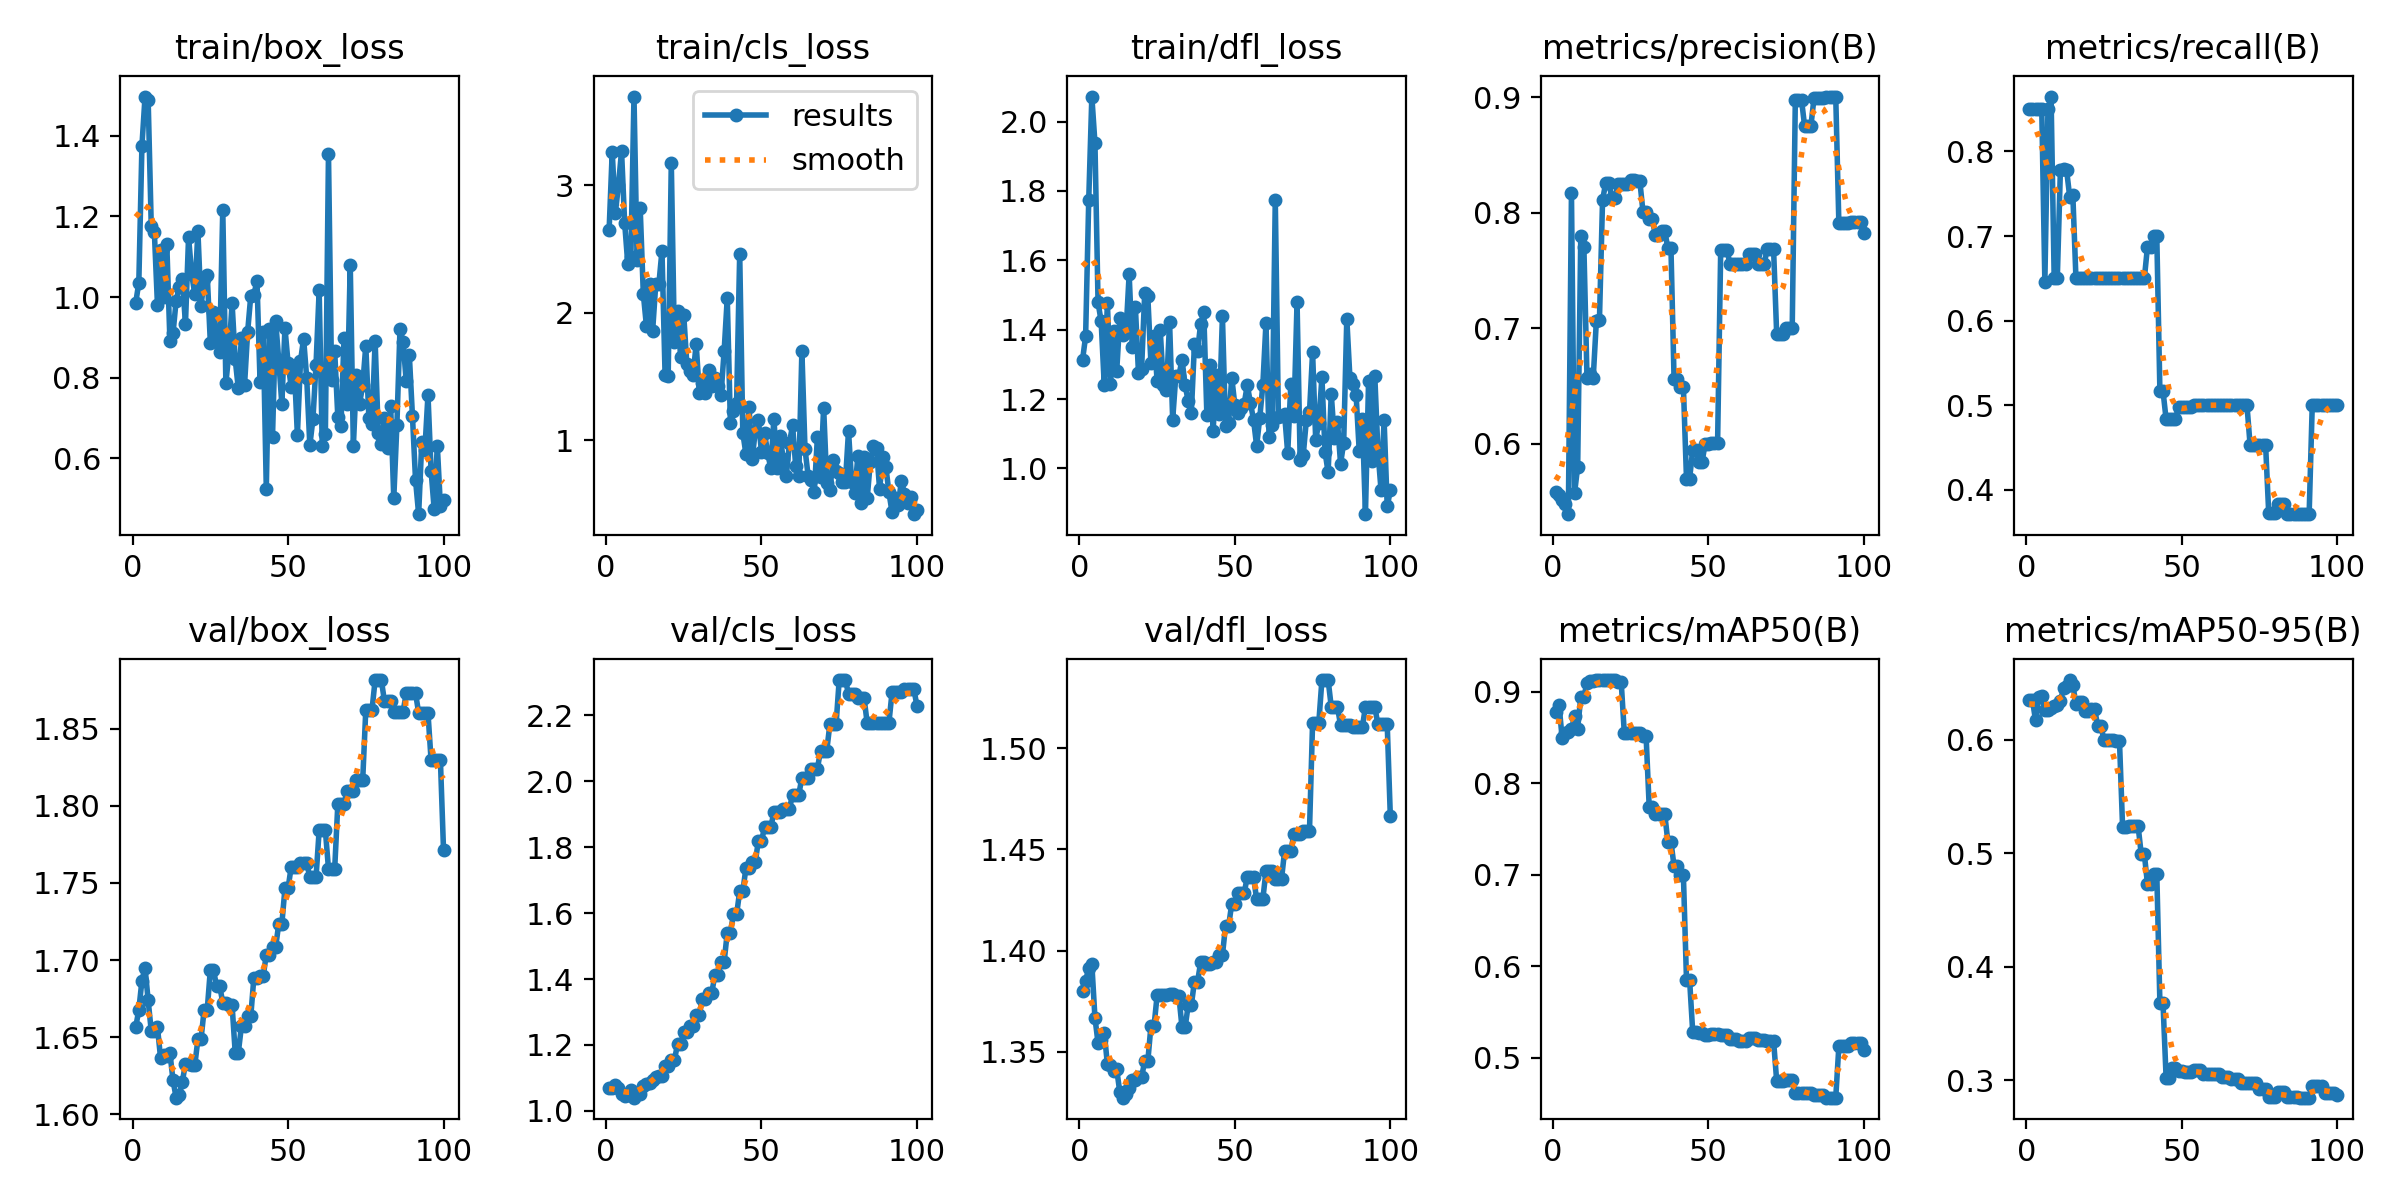 train/box_loss
1.4
1.2
1.0
0.8
0.6
0 50 100
train/cls_loss
results
smooth
3
2
1
0 50 100
train/dfl_loss
2.0
1.8
1.6
1.4
1.2
1.0
0 50 100
metrics/precision(B)
0.9
0.8
0.7
0.6
0 50 100
metrics/recall(B)
0.8
0.7
0.6
0.5
0.4
0 50 100
val/box_loss
1.85
1.80
1.75
1.70
1.65
1.60
0 50 100
val/cls_loss
2.2
2.0
1.8
1.6
1.4
1.2
1.0
0 50 100
val/dfl_loss
1.50
1.45
1.40
1.35
0 50 100
metrics/mAP50(B)
0.9
0.8
0.7
0.6
0.5
0 50 100
metrics/mAP50-95(B)
0.6
0.5
0.4
0.3
0 50 100